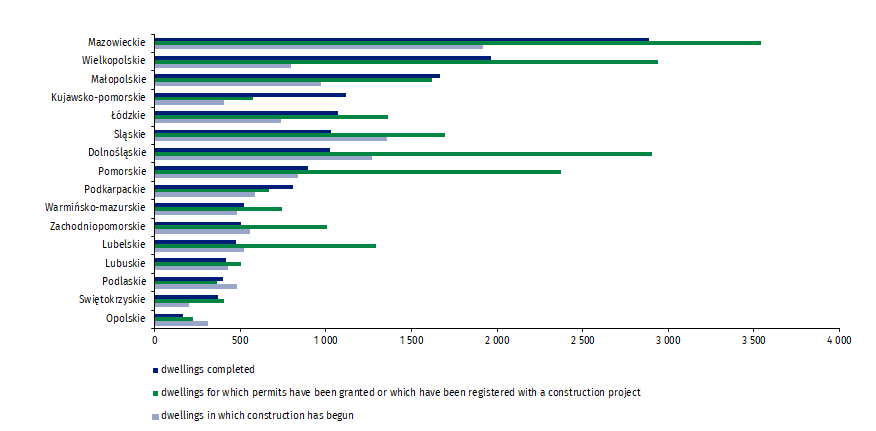 Mazowieckie
Wielkopolskie
Małopolskie
Kujawsko-pomorskie
Łódzkie
Sląskie
Dolnośląskie
Pomorskie
Podkarpackie
Warmińsko-mazurskie
Zachodniopomorskie
Lubelskie
Lubuskie
Podlaskie
Swiętokrzyskie
Opolskie
0 500 1 000 1 500 2 000 2 500 3 000 3 500 4 000
dwellings completed
dwellings for which permits have been granted or which have been registered with a construction project
dwellings in which construction has begun